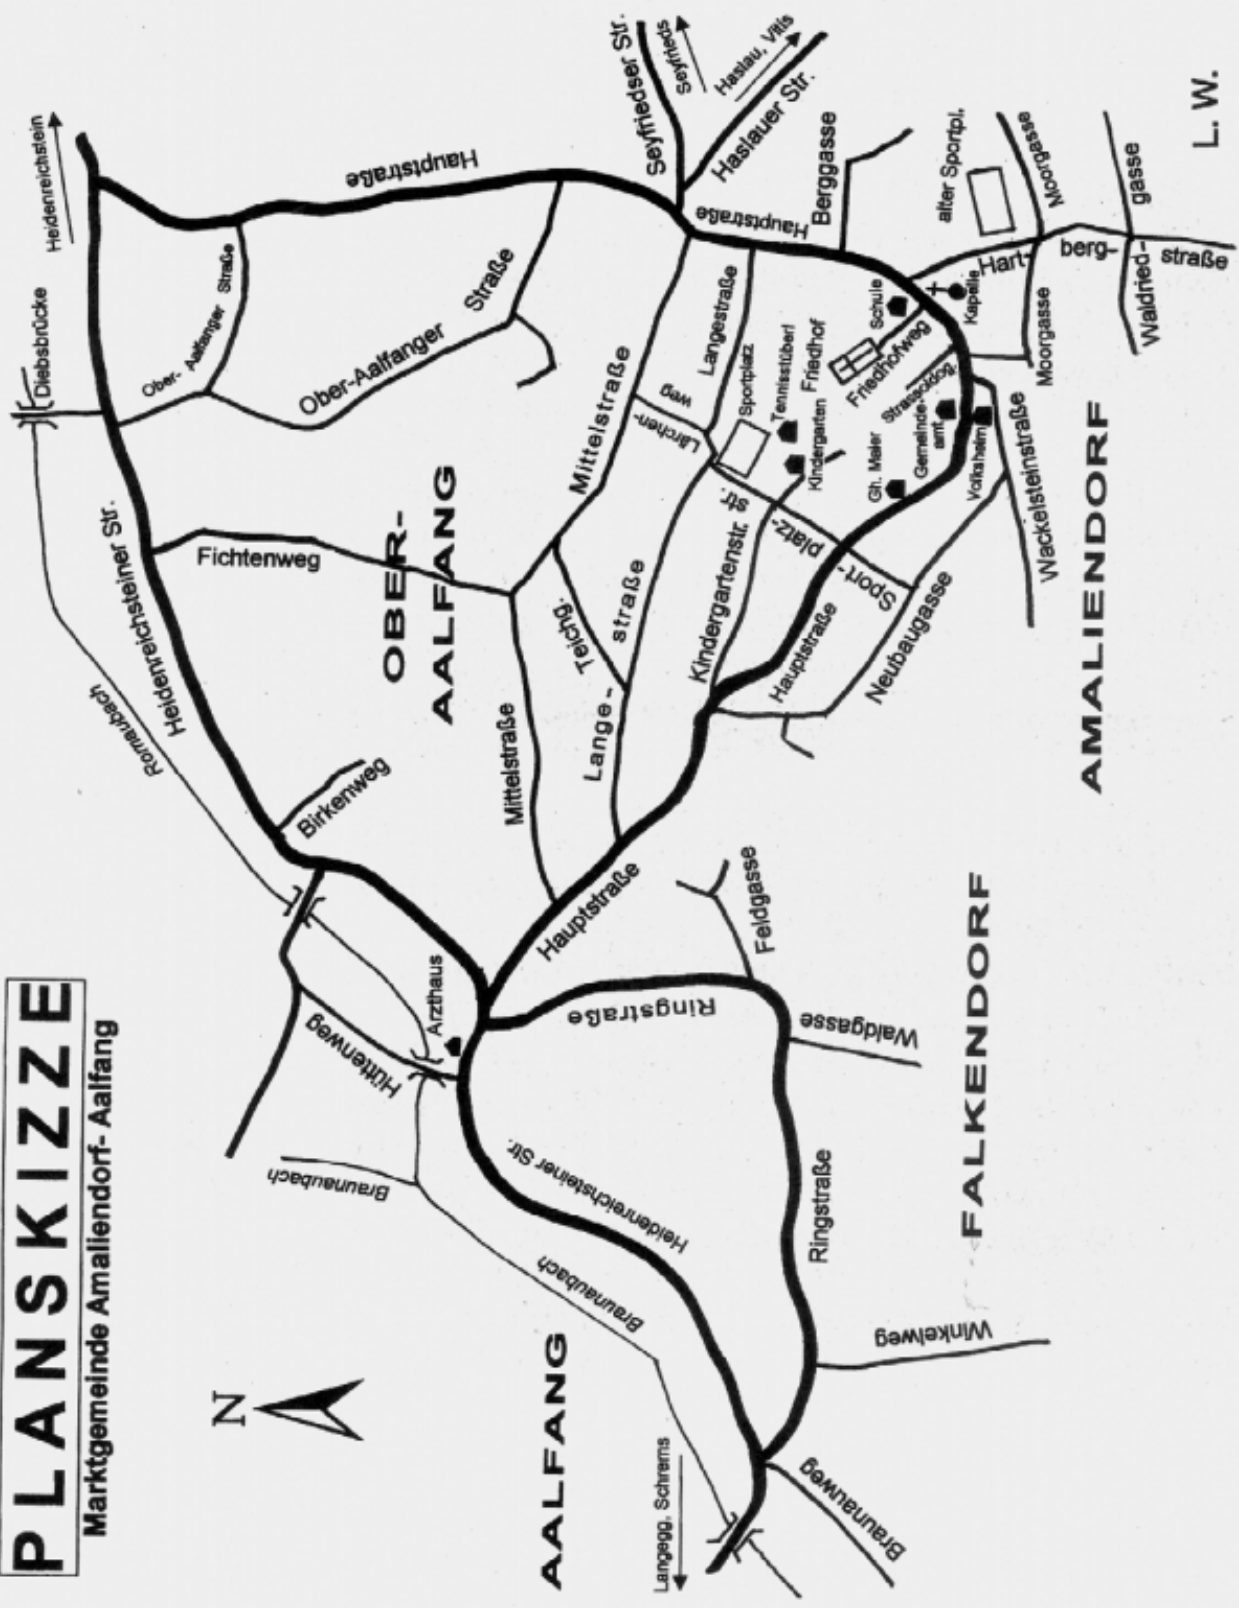 PLANSKIZZE
Marktgemeinde Amaliendorf- Aalfang
N
Heidenreichstein
Diebsbrücke
Hauptstraße
Ober- Aalfanger Straße
Ober-Aalfanger Straße
Seyfriedser Str.
Seyfrieds
Haslau, Vitis
Haslauer Str.
Hauptstraße
Berggasse
alter Sportpl.
Moorgasse
Hart-
berg-
straße
Waldried-
gasse
L. W.
Moorgasse
Kapelle
Schule
Friedhof
Friedhofweg
Strassoldog.
Gemeinde-
amt
Volksheim
Gh. Maier
Wackelsteinstraße
Langestraße
Mittelstraße
Lärchen-
weg
Sportplatz
Tennisstüberl
Kindergarten
Sport-
platz-
str.
Kindergartenstr.
Hauptstraße
Neubaugasse
AMALIENDORF
Heidenreichsteiner Str.
Fichtenweg
OBER-
AALFANG
Teichg.
Lange-
straße
Mittelstraße
Romaubach
Birkenweg
Hauptstraße
Arzthaus
Hüttenweg
Ringstraße
Feldgasse
Waldgasse
FALKENDORF
Braunaubach
Heidenreichsteiner Str.
Braunaubach
Ringstraße
Winkelweg
AALFANG
Langegg, Schrems
Braunauweg